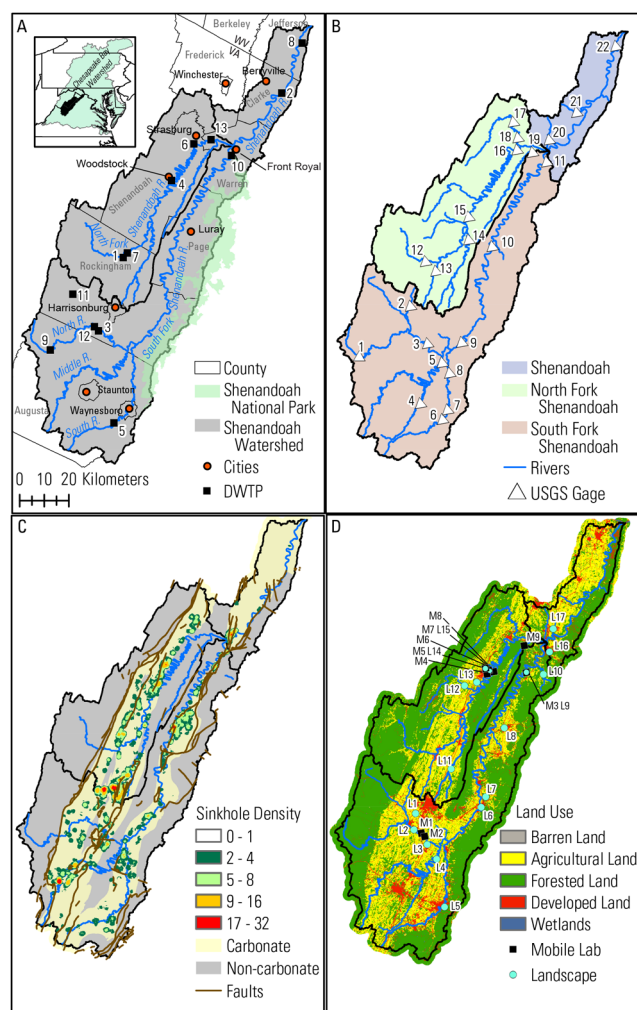 A
Berkeley
Jefferson
8
WV
VA
Frederick
Chesapeake Bay
Watershed
Winchester
Berryville
Clarke
2
Strasburg
13
Shenandoah R.
6
Front Royal
Woodstock
10
4
Warren
Shenandoah
Shenandoah R.
Luray
Page
North Fork
1
7
Rockingham
Shenandoah R.
11
Harrisonburg
South Fork
North R.
3
12
9
Middle R.
Staunton
Augusta
Waynesboro
5
South R.
County
Shenandoah
National Park
Shenandoah
Watershed
Cities
DWTP
0 10 20 Kilometers
B
22
21
17
18
20
19
16
11
15
14
10
12
13
2
3
9
1
5
8
4
7
6
Shenandoah
North Fork
Shenandoah
South Fork
Shenandoah
Rivers
USGS Gage
C
Sinkhole Density
0 - 1
2 - 4
5 - 8
9 - 16
17 - 32
Carbonate
Non-carbonate
Faults
D
M8
M7 L15
M6
M5 L14
M4
L17
M9
L16
L13
L12
L10
M3 L9
L8
L11
L7
L6
L1
M1
L2
M2
L3
L4
L5
Land Use
Barren Land
Agricultural Land
Forested Land
Developed Land
Wetlands
Mobile Lab
Landscape